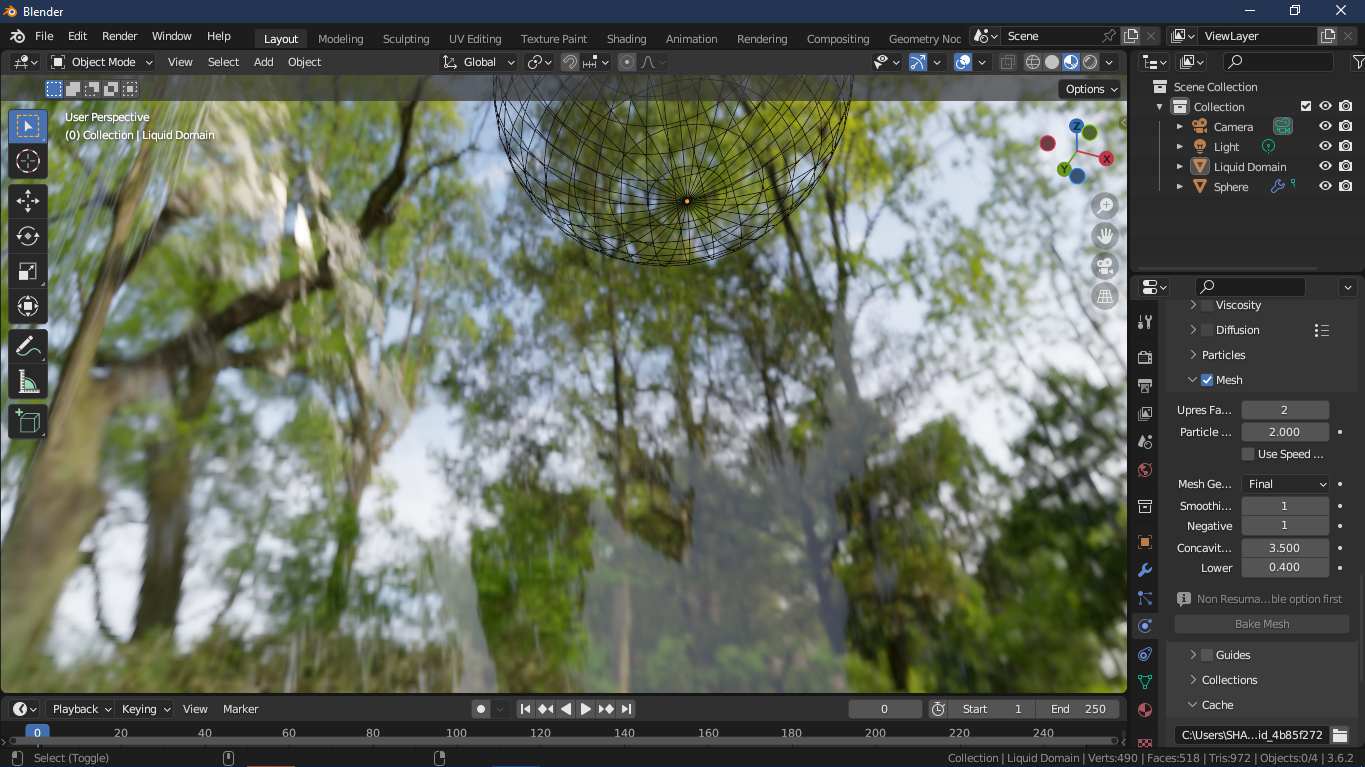 Blender
File Edit Render Window Help Layout Modeling Sculpting UV Editing Texture Paint Shading Animation Rendering Compositing Geometry Noc Scene ViewLayer
Object Mode View Select Add Object Global
Options
User Perspective
(0) Collection | Liquid Domain
Z
X
Y
Scene Collection
Collection
Camera
Light
Liquid Domain
Sphere
Viscosity
Diffusion
Particles
Mesh
Upres Fa... 2
Particle ... 2.000
Use Speed ...
Mesh Ge... Final
Smoothi... 1
Negative 1
Concavit... 3.500
Lower 0.400
Non Resuma...ble option first
Bake Mesh
Guides
Collections
Cache
C:\Users\SHA...id_4b85f272
Playback Keying View Marker 0 Start 1 End 250
0 20 40 60 80 100 120 140 160 180 200 220 240
Select (Toggle)
Collection | Liquid Domain | Verts:490 | Faces:518 | Tris:972 | Objects:0/4 | 3.6.2